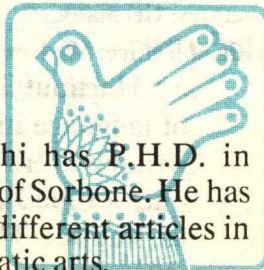 hi has P.H.D. in
of Sorbone. He has
different articles in
atic arts.